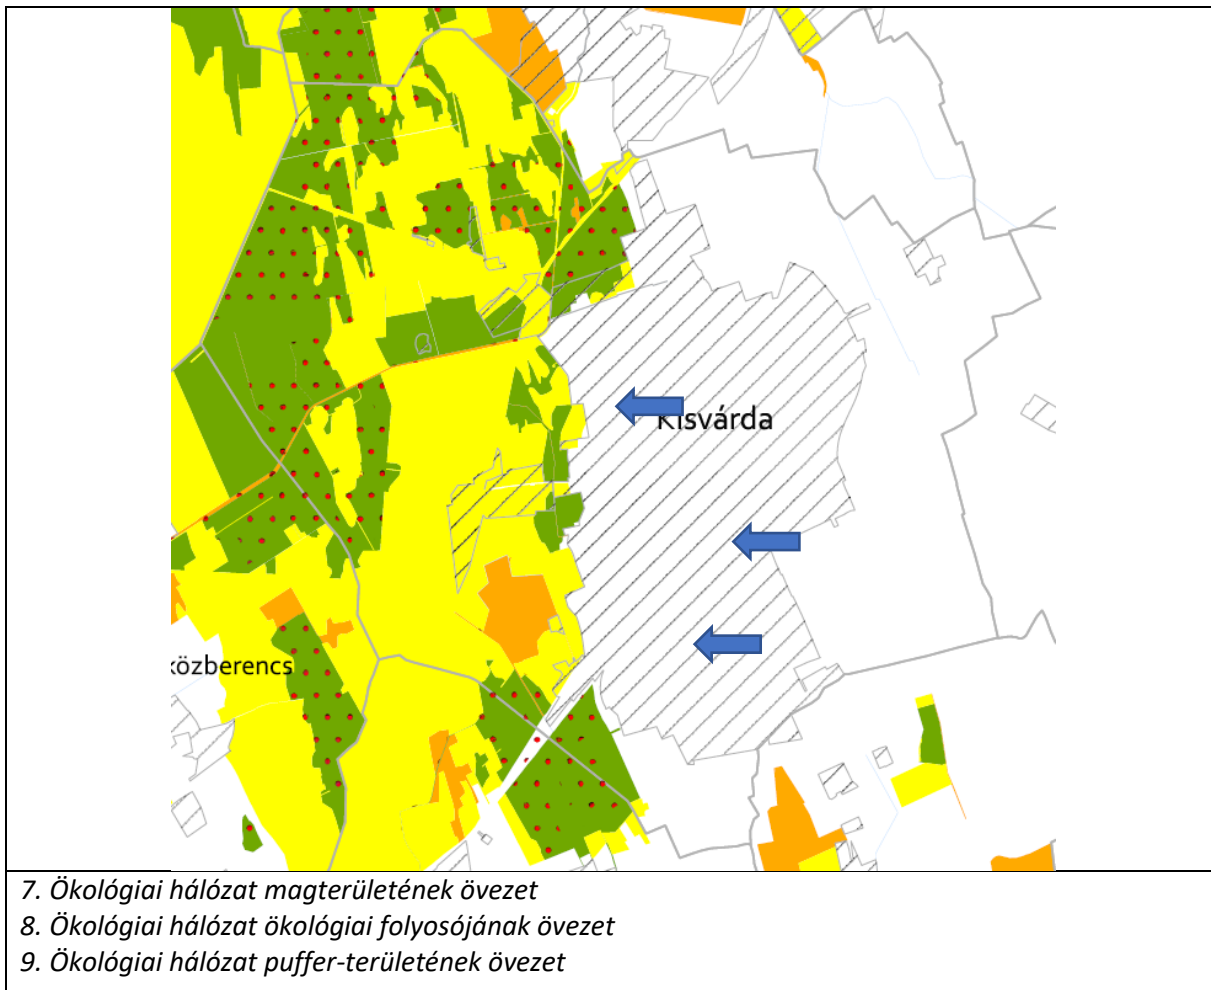 Kisvárda
közberencs
7. Ökológiai hálózat magterületének övezet
8. Ökológiai hálózat ökológiai folyosójának övezet
9. Ökológiai hálózat puffer-területének övezet